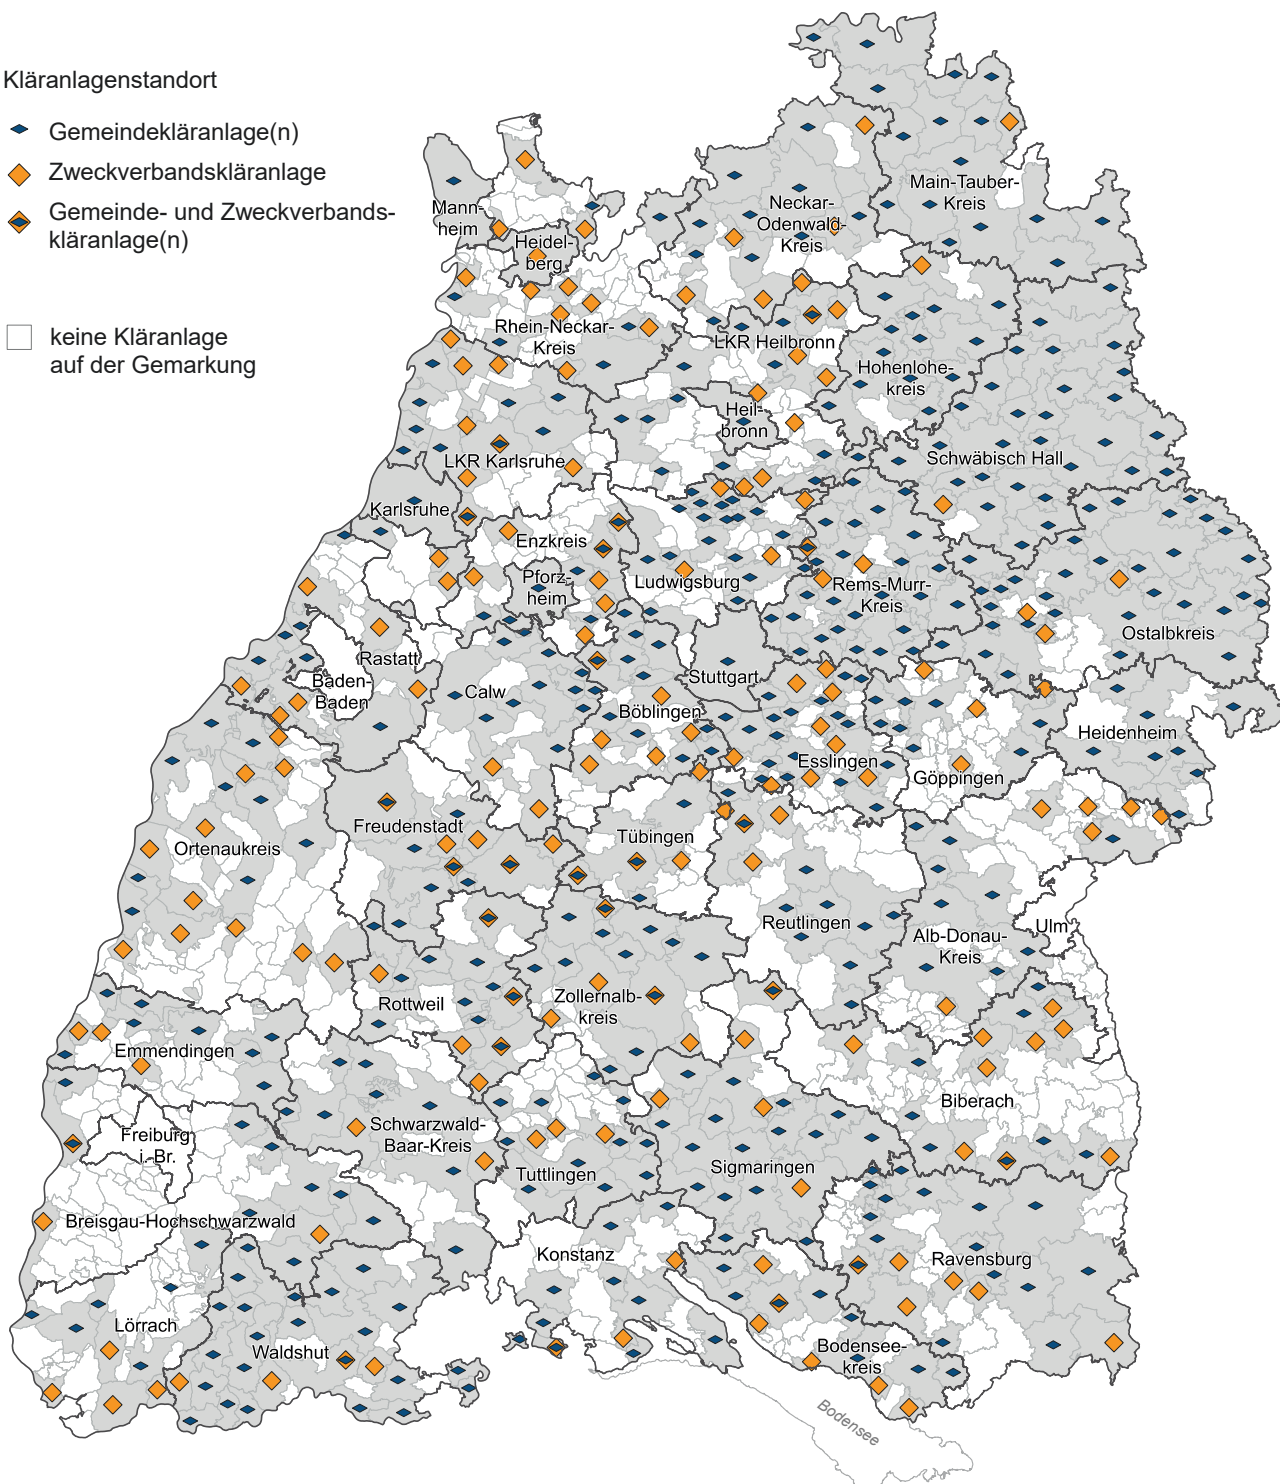 Kläranlagenstandort
Gemeindekläranlage(n)
Zweckverbandskläranlage
Gemeinde- und Zweckverbands-
kläranlage(n)
keine Kläranlage
auf der Gemarkung
Main-Tauber-
Kreis
Neckar-
Odenwald-
Kreis
Mann-
heim
Heidel-
berg
Rhein-Neckar-
Kreis
LKR Heilbronn
Hohenlohe-
kreis
Heil-
bronn
Schwäbisch Hall
LKR Karlsruhe
Karlsruhe
Enzkreis
Pforz-
heim
Ludwigsburg
Rems-Murr-
Kreis
Ostalbkreis
Rastatt
Baden-
Baden
Calw
Stuttgart
Böblingen
Esslingen
Göppingen
Heidenheim
Freudenstadt
Tübingen
Ortenaukreis
Reutlingen
Alb-Donau-
Kreis
Ulm
Rottweil
Zollernalb-
kreis
Emmendingen
Biberach
Freiburg
i. Br.
Schwarzwald-
Baar-Kreis
Tuttlingen
Sigmaringen
Breisgau-Hochschwarzwald
Konstanz
Ravensburg
Lörrach
Waldshut
Bodensee-
kreis
Bodensee